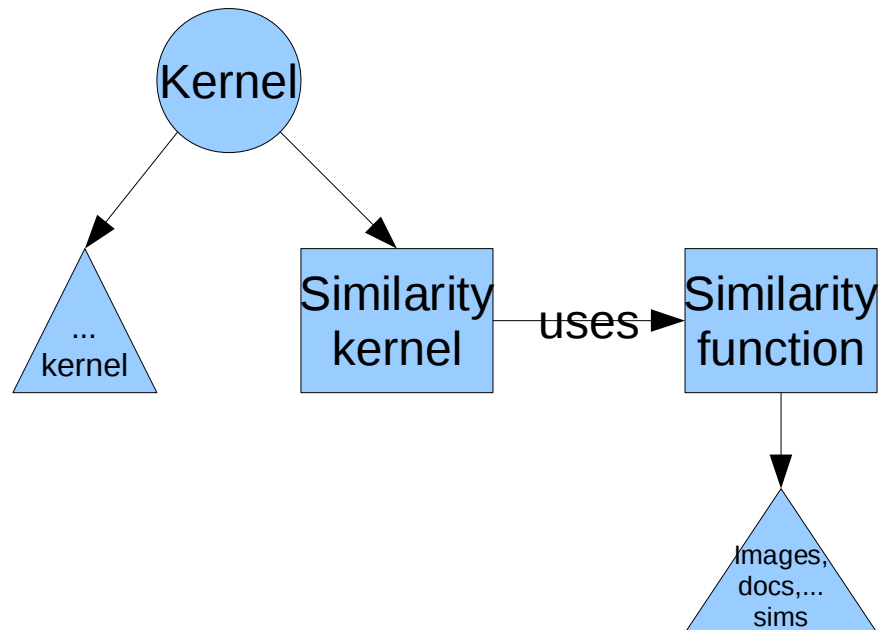 Kernel
...
kernel
Similarity
kernel
uses
Similarity
function
Images,
docs,...
sims